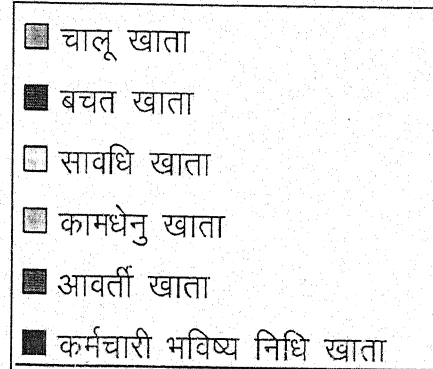 चालू खाता
बचत खाता
सावधि खाता
कामधेनु खाता
आवर्ती खाता
कर्मचारी भविष्य निधि खाता